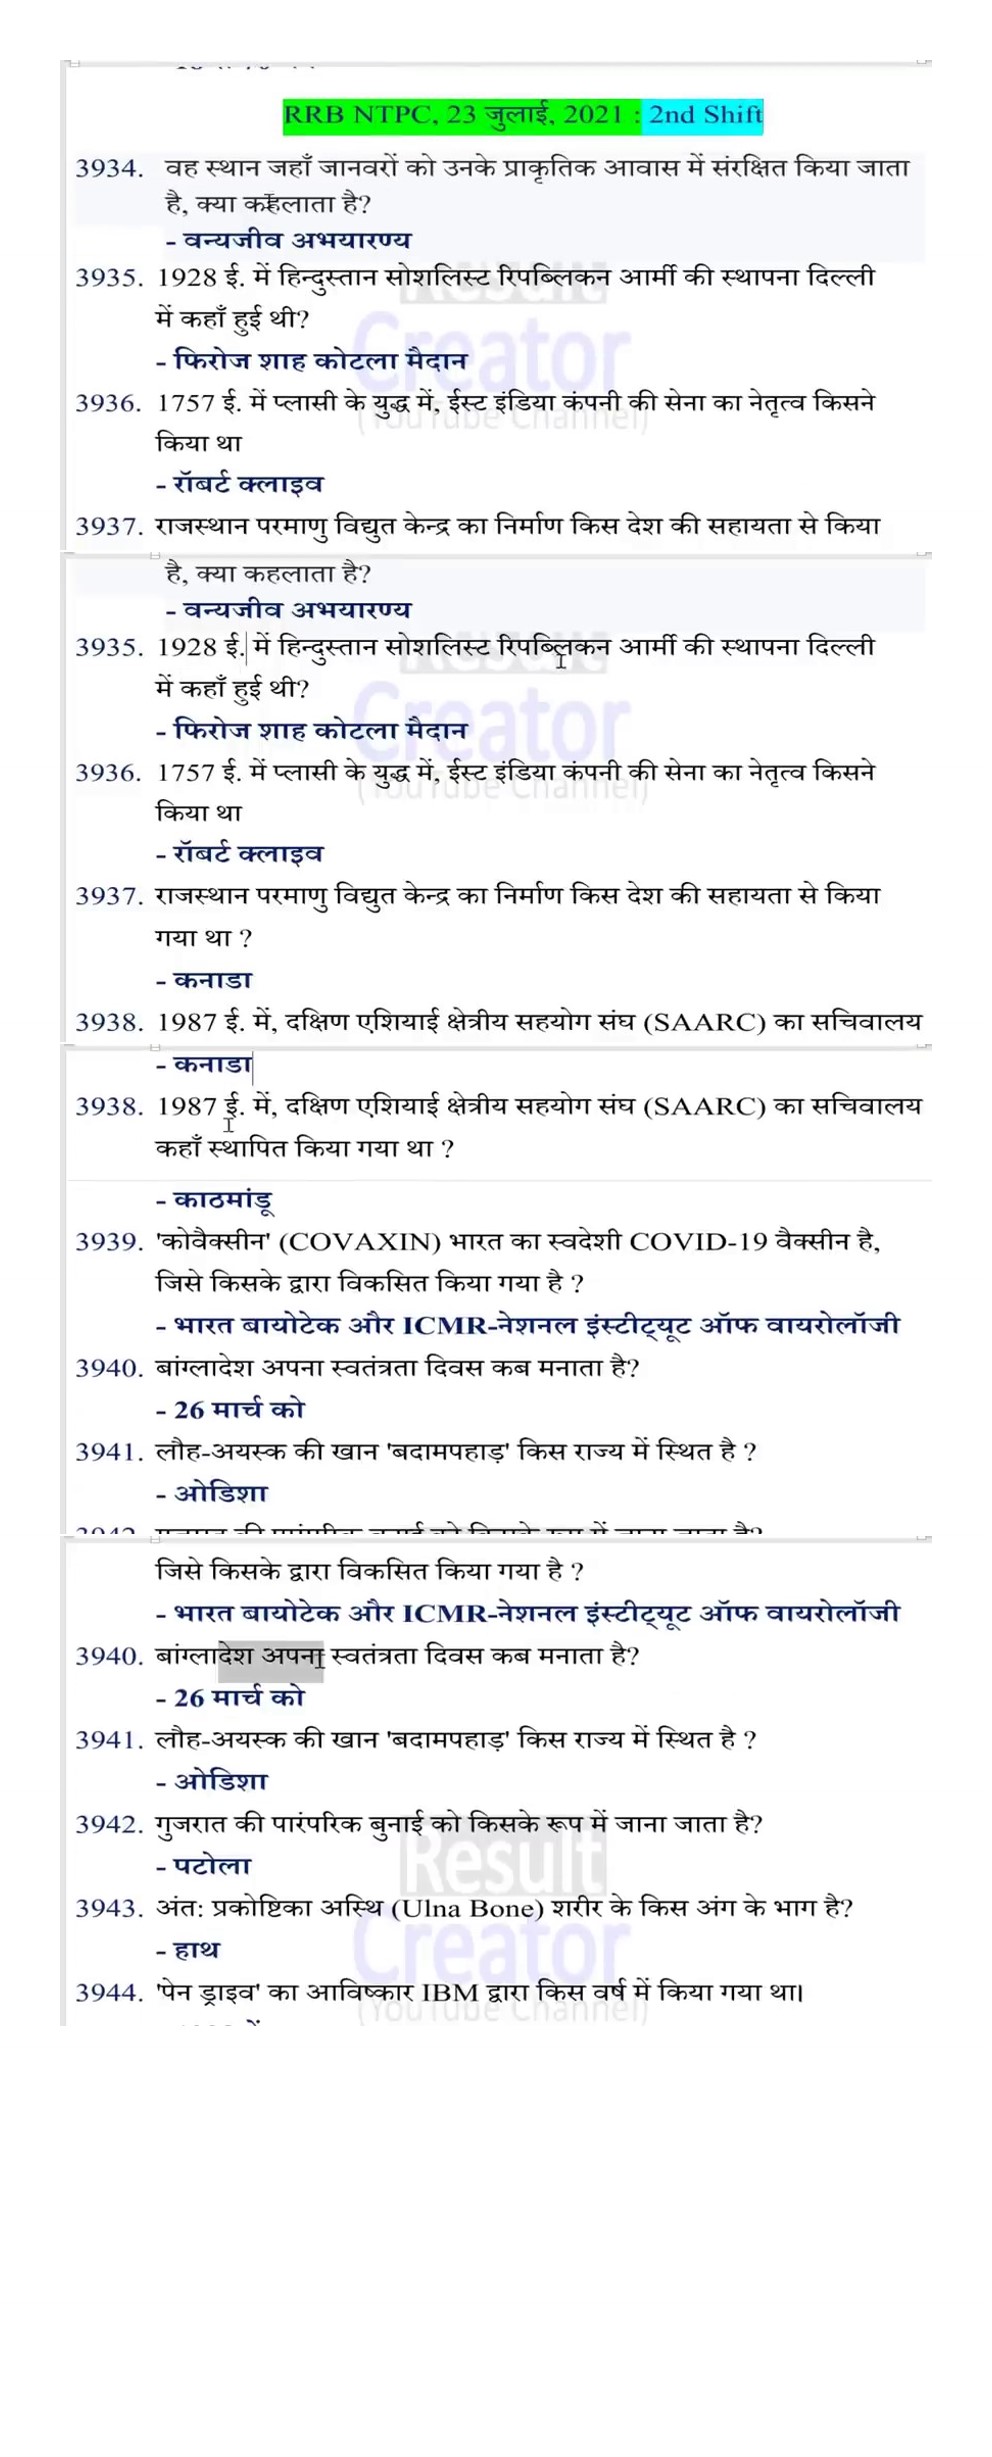 RRB NTPC, 23 जुलाई, 2021 : 2nd Shift
3934. वह स्थान जहाँ जानवरों को उनके प्राकृतिक आवास में संरक्षित किया जाता
है, क्या कहलाता है?
- वन्यजीव अभयारण्य
3935. 1928 ई. में हिन्दुस्तान सोशलिस्ट रिपब्लिकन आर्मी की स्थापना दिल्ली
में कहाँ हुई थी?
- फिरोज शाह कोटला मैदान
3936. 1757 ई. में प्लासी के युद्ध में, ईस्ट इंडिया कंपनी की सेना का नेतृत्व किसने
किया था
- रॉबर्ट क्लाइव
3937. राजस्थान परमाणु विद्युत केन्द्र का निर्माण किस देश की सहायता से किया
है, क्या कहलाता है?
- वन्यजीव अभयारण्य
3935. 1928 ई. में हिन्दुस्तान सोशलिस्ट रिपब्लिकन आर्मी की स्थापना दिल्ली
में कहाँ हुई थी?
- फिरोज शाह कोटला मैदान
3936. 1757 ई. में प्लासी के युद्ध में, ईस्ट इंडिया कंपनी की सेना का नेतृत्व किसने
किया था
- रॉबर्ट क्लाइव
3937. राजस्थान परमाणु विद्युत केन्द्र का निर्माण किस देश की सहायता से किया
गया था ?
- कनाडा
3938. 1987 ई. में, दक्षिण एशियाई क्षेत्रीय सहयोग संघ (SAARC) का सचिवालय
- कनाडा
3938. 1987 ई. में, दक्षिण एशियाई क्षेत्रीय सहयोग संघ (SAARC) का सचिवालय
कहाँ स्थापित किया गया था ?
- काठमांडू
3939. 'कोवैक्सीन' (COVAXIN) भारत का स्वदेशी COVID-19 वैक्सीन है,
जिसे किसके द्वारा विकसित किया गया है ?
- भारत बायोटेक और ICMR-नेशनल इंस्टीट्यूट ऑफ वायरोलॉजी
3940. बांग्लादेश अपना स्वतंत्रता दिवस कब मनाता है?
- 26 मार्च को
3941. लौह-अयस्क की खान 'बदामपहाड़' किस राज्य में स्थित है ?
- ओडिशा
जिसे किसके द्वारा विकसित किया गया है ?
- भारत बायोटेक और ICMR-नेशनल इंस्टीट्यूट ऑफ वायरोलॉजी
3940. बांग्लादेश अपना स्वतंत्रता दिवस कब मनाता है?
- 26 मार्च को
3941. लौह-अयस्क की खान 'बदामपहाड़' किस राज्य में स्थित है ?
- ओडिशा
3942. गुजरात की पारंपरिक बुनाई को किसके रूप में जाना जाता है?
- पटोला
3943. अंत: प्रकोष्टिका अस्थि (Ulna Bone) शरीर के किस अंग के भाग है?
- हाथ
3944. 'पेन ड्राइव' का आविष्कार IBM द्वारा किस वर्ष में किया गया था।
Result
Creator
(YouTube Channel)